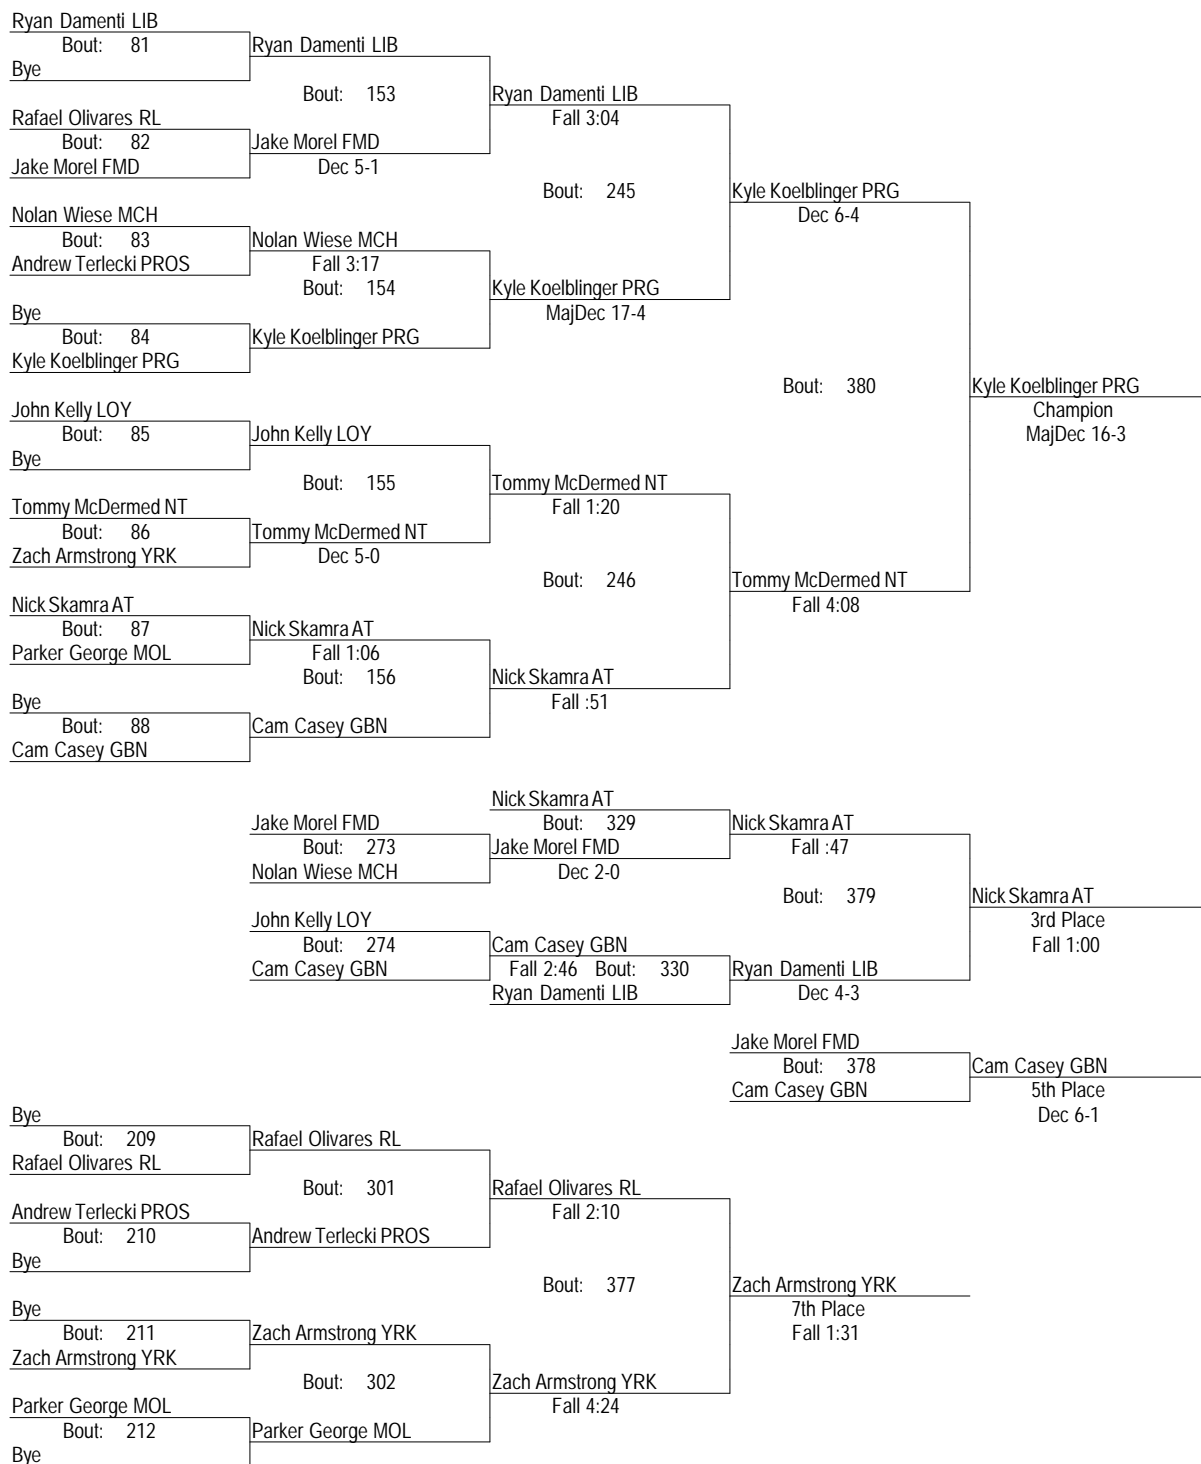 Ryan Damenti LIB
Bout: 81
Ryan Damenti LIB
Bye
Bout: 153
Ryan Damenti LIB
Fall 3:04
Rafael Olivares RL
Bout: 82
Jake Morel FMD
Jake Morel FMD
Dec 5-1
Bout: 245
Kyle Koelblinger PRG
Dec 6-4
Nolan Wiese MCH
Bout: 83
Nolan Wiese MCH
Andrew Terlecki PROS
Fall 3:17
Bout: 154
Kyle Koelblinger PRG
MajDec 17-4
Bye
Bout: 84
Kyle Koelblinger PRG
Kyle Koelblinger PRG
Bout: 380
Kyle Koelblinger PRG
Champion
MajDec 16-3
John Kelly LOY
Bout: 85
John Kelly LOY
Bye
Bout: 155
Tommy McDermed NT
Fall 1:20
Tommy McDermed NT
Bout: 86
Tommy McDermed NT
Zach Armstrong YRK
Dec 5-0
Bout: 246
Tommy McDermed NT
Fall 4:08
Nick Skamra AT
Bout: 87
Nick Skamra AT
Parker George MOL
Fall 1:06
Bout: 156
Nick Skamra AT
Fall :51
Bye
Bout: 88
Cam Casey GBN
Cam Casey GBN
Nick Skamra AT
Jake Morel FMD
Bout: 329
Nick Skamra AT
Bout: 273
Jake Morel FMD
Fall :47
Nolan Wiese MCH
Dec 2-0
Bout: 379
Nick Skamra AT
3rd Place
Fall 1:00
John Kelly LOY
Bout: 274
Cam Casey GBN
Cam Casey GBN
Fall 2:46 Bout: 330
Ryan Damenti LIB
Ryan Damenti LIB
Dec 4-3
Jake Morel FMD
Bout: 378
Cam Casey GBN
Cam Casey GBN
5th Place
Dec 6-1
Bye
Bout: 209
Rafael Olivares RL
Rafael Olivares RL
Bout: 301
Rafael Olivares RL
Fall 2:10
Andrew Terlecki PROS
Bout: 210
Andrew Terlecki PROS
Bye
Bout: 377
Zach Armstrong YRK
7th Place
Fall 1:31
Bye
Bout: 211
Zach Armstrong YRK
Zach Armstrong YRK
Bout: 302
Zach Armstrong YRK
Fall 4:24
Parker George MOL
Bout: 212
Parker George MOL
Bye